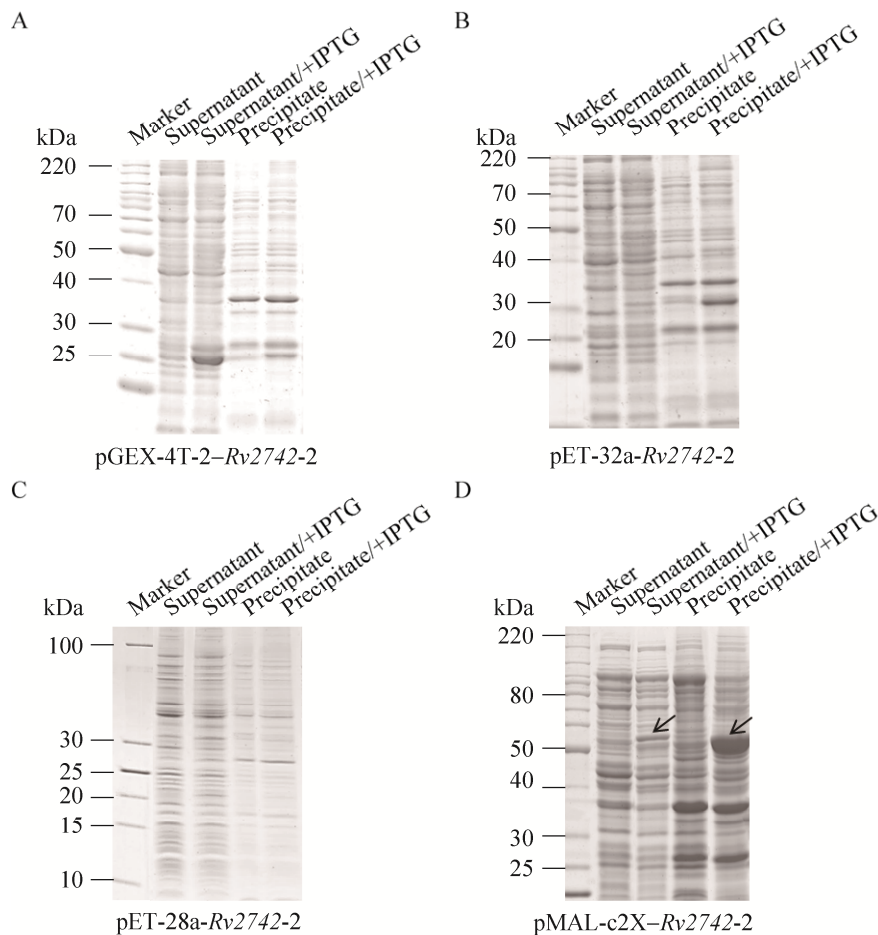 A
Marker
Supernatant
Supernatant/+IPTG
Precipitate
Precipitate/+IPTG
kDa
220
70
50
40
30
25
pGEX-4T-2–Rv2742-2
B
Marker
Supernatant
Supernatant/+IPTG
Precipitate
Precipitate/+IPTG
kDa
220
70
50
40
30
20
pET-32a-Rv2742-2
C
Marker
Supernatant
Supernatant/+IPTG
Precipitate
Precipitate/+IPTG
kDa
100
30
25
20
15
10
pET-28a-Rv2742-2
D
Marker
Supernatant
Supernatant/+IPTG
Precipitate
Precipitate/+IPTG
kDa
220
80
50
40
30
25
pMAL-c2X–Rv2742-2